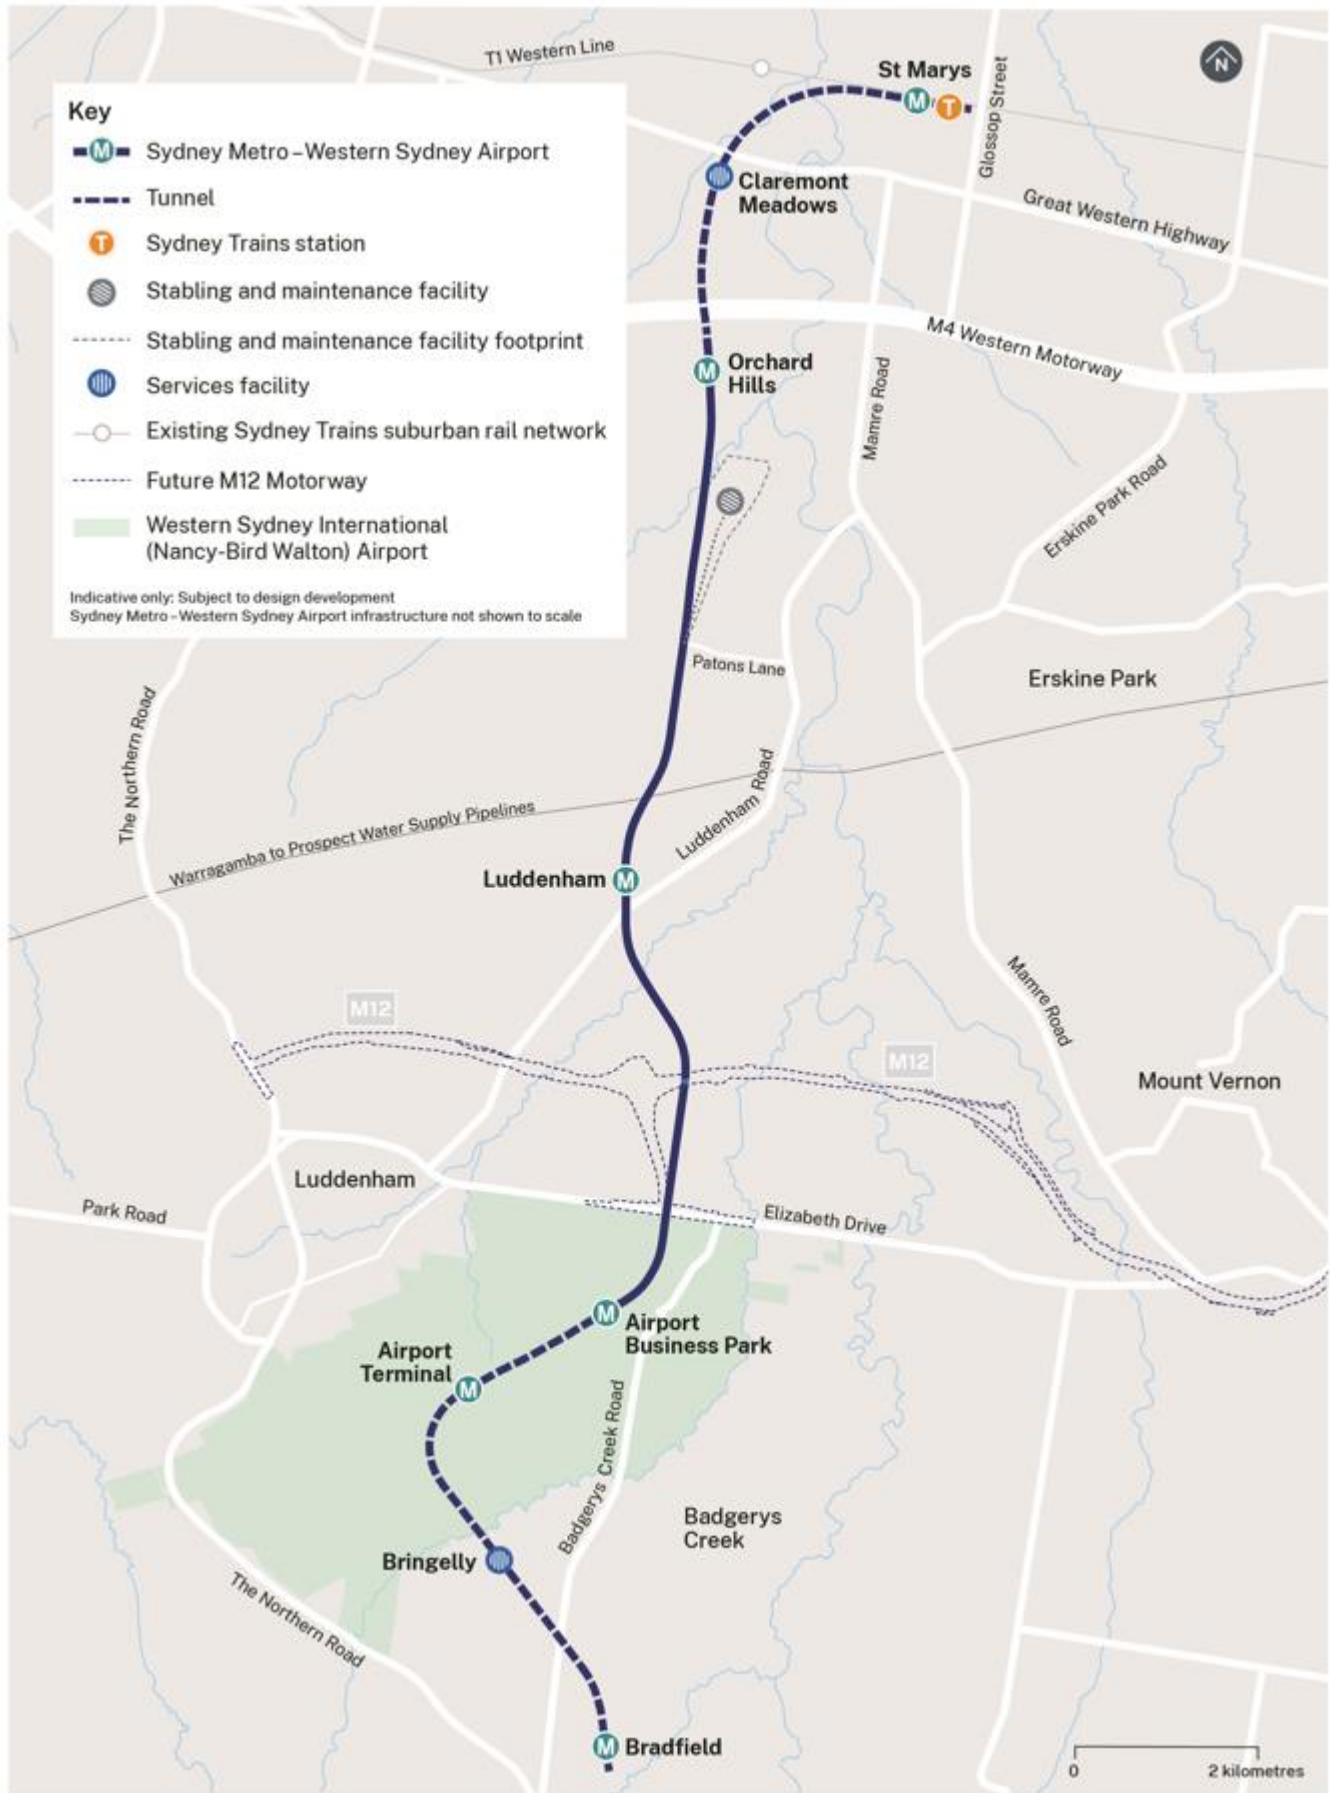 T1 Western Line
St Marys
M
T
N
Glossop Street
Key
M
Sydney Metro – Western Sydney Airport
Tunnel
T
Sydney Trains station
Stabling and maintenance facility
Stabling and maintenance facility footprint
Services facility
Existing Sydney Trains suburban rail network
Future M12 Motorway
Western Sydney International
(Nancy-Bird Walton) Airport
Indicative only: Subject to design development
Sydney Metro – Western Sydney Airport infrastructure not shown to scale
Claremont
Meadows
Great Western Highway
M4 Western Motorway
M
Orchard
Hills
Mamre Road
Erskine Park Road
Patons Lane
Erskine Park
The Northern Road
Luddenham Road
Warragamba to Prospect Water Supply Pipelines
Luddenham
M
Mamre Road
M12
M12
Mount Vernon
Luddenham
Park Road
Elizabeth Drive
M
Airport
Business Park
Airport
Terminal
M
Badgerys Creek Road
Badgerys
Creek
Bringelly
The Northern Road
M
Bradfield
0
2 kilometres